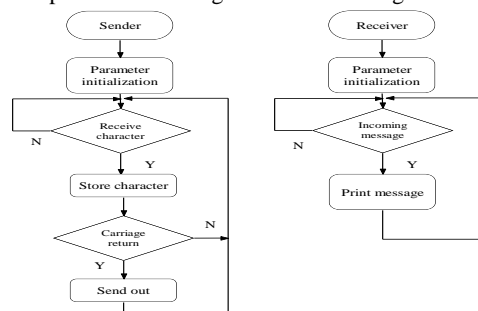 Sender
Parameter
initialization
Receive
character
N
Y
Store character
Carriage
return
N
Y
Send out
Receiver
Parameter
initialization
Incoming
message
N
Y
Print message